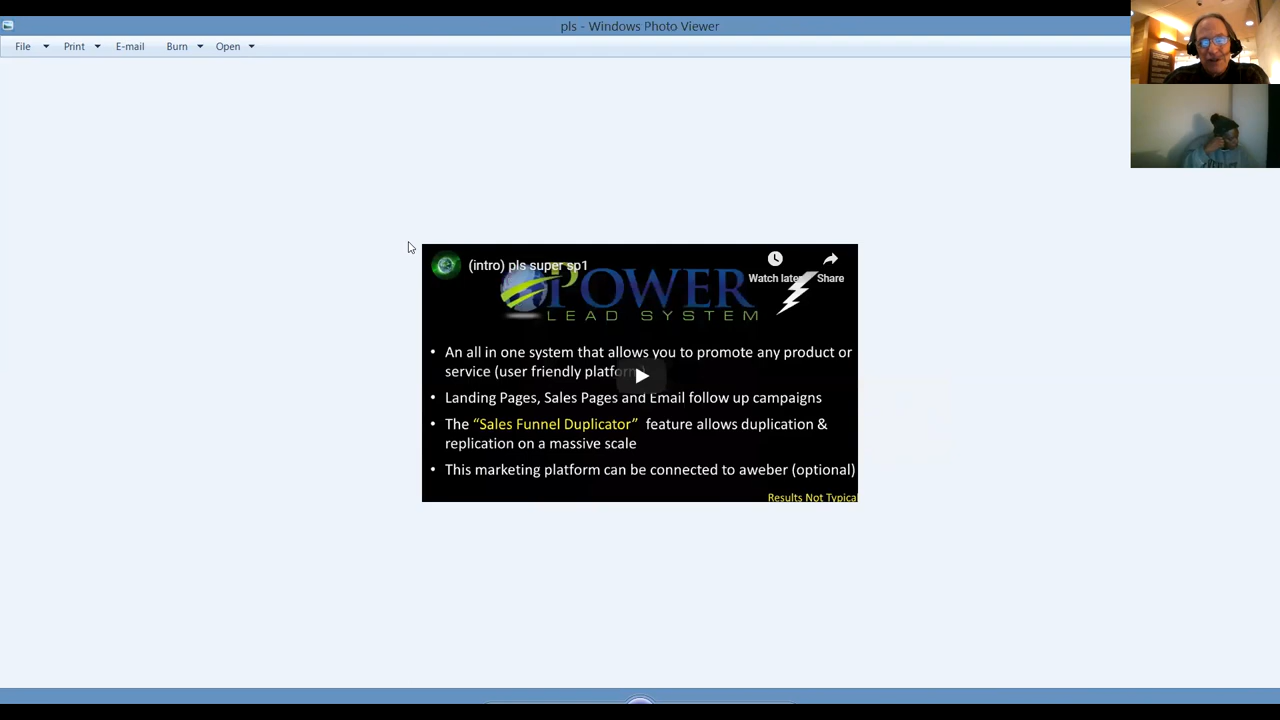 pls - Windows Photo Viewer
File Print E-mail Burn Open
(intro) pls super sp1
Watch later Share
POWER
LEAD SYSTEM
• An all in one system that allows you to promote any product or
service (user friendly platform)
• Landing Pages, Sales Pages and Email follow up campaigns
• The “Sales Funnel Duplicator” feature allows duplication &
replication on a massive scale
• This marketing platform can be connected to aweber (optional)
Results Not Typical